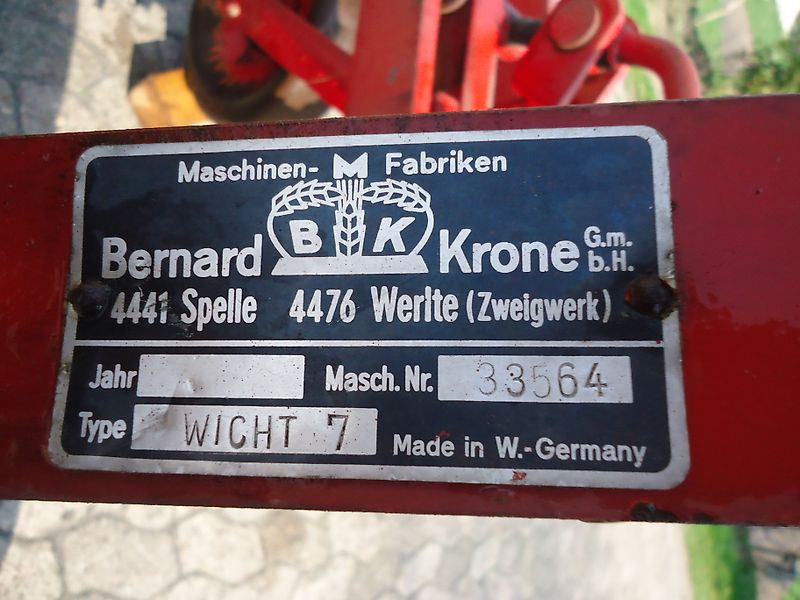 Maschinen- M Fabriken
B K
Bernard Krone G.m.b.H.
4441 Spelle 4476 Werlte (Zweigwerk)
Jahr Masch. Nr. 33564
Type WICHT 7 Made in W.-Germany